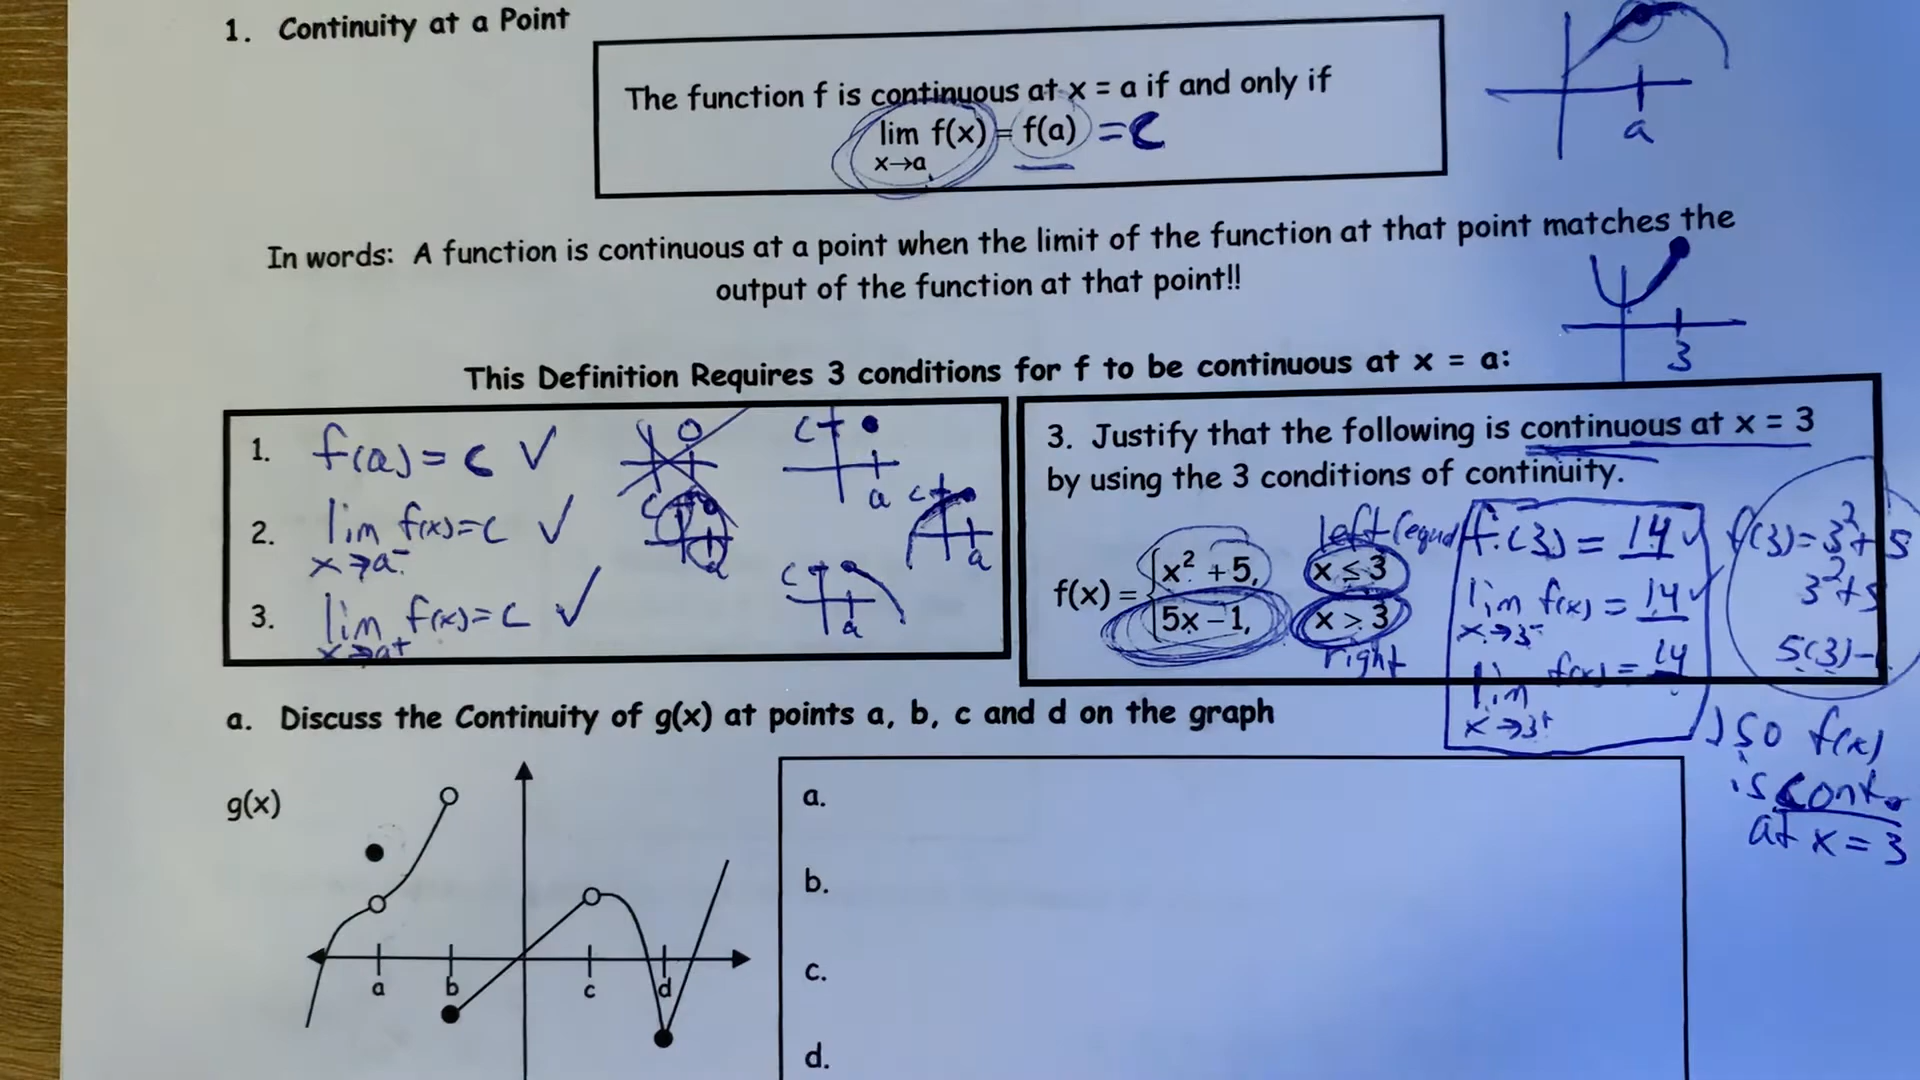 1. Continuity at a Point
The function f is continuous at x = a if and only if
lim f(x) = f(a) = C
x→a
a
In words: A function is continuous at a point when the limit of the function at that point matches the
output of the function at that point!!
3
This Definition Requires 3 conditions for f to be continuous at x = a:
1. f(a) = c ✓
c
a
2. lim f(x) = c ✓
x→a⁻
c
a
c
a
3. lim f(x) = c ✓
x→a⁺
c
a
3. Justify that the following is continuous at x = 3
by using the 3 conditions of continuity.
left (equal
f(x) = { x² + 5, x ≤ 3
5x − 1, x > 3
right
f(3) = 14 ✓
lim f(x) = 14 ✓
x→3⁻
lim f(x) = 14
x→3⁺
f(3) = 3² + 5
3² + 5
5(3) −
so f(x)
is cont.
at x = 3
a. Discuss the Continuity of g(x) at points a, b, c and d on the graph
g(x)
a b c d
a.
b.
c.
d.